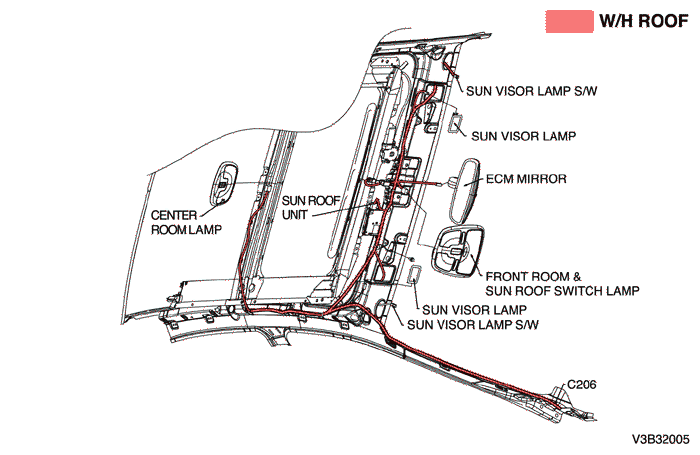 W/H ROOF
SUN VISOR LAMP S/W
SUN VISOR LAMP
ECM MIRROR
SUN ROOF
UNIT
CENTER
ROOM LAMP
FRONT ROOM &
SUN ROOF SWITCH LAMP
SUN VISOR LAMP
SUN VISOR LAMP S/W
C206
V3B32005